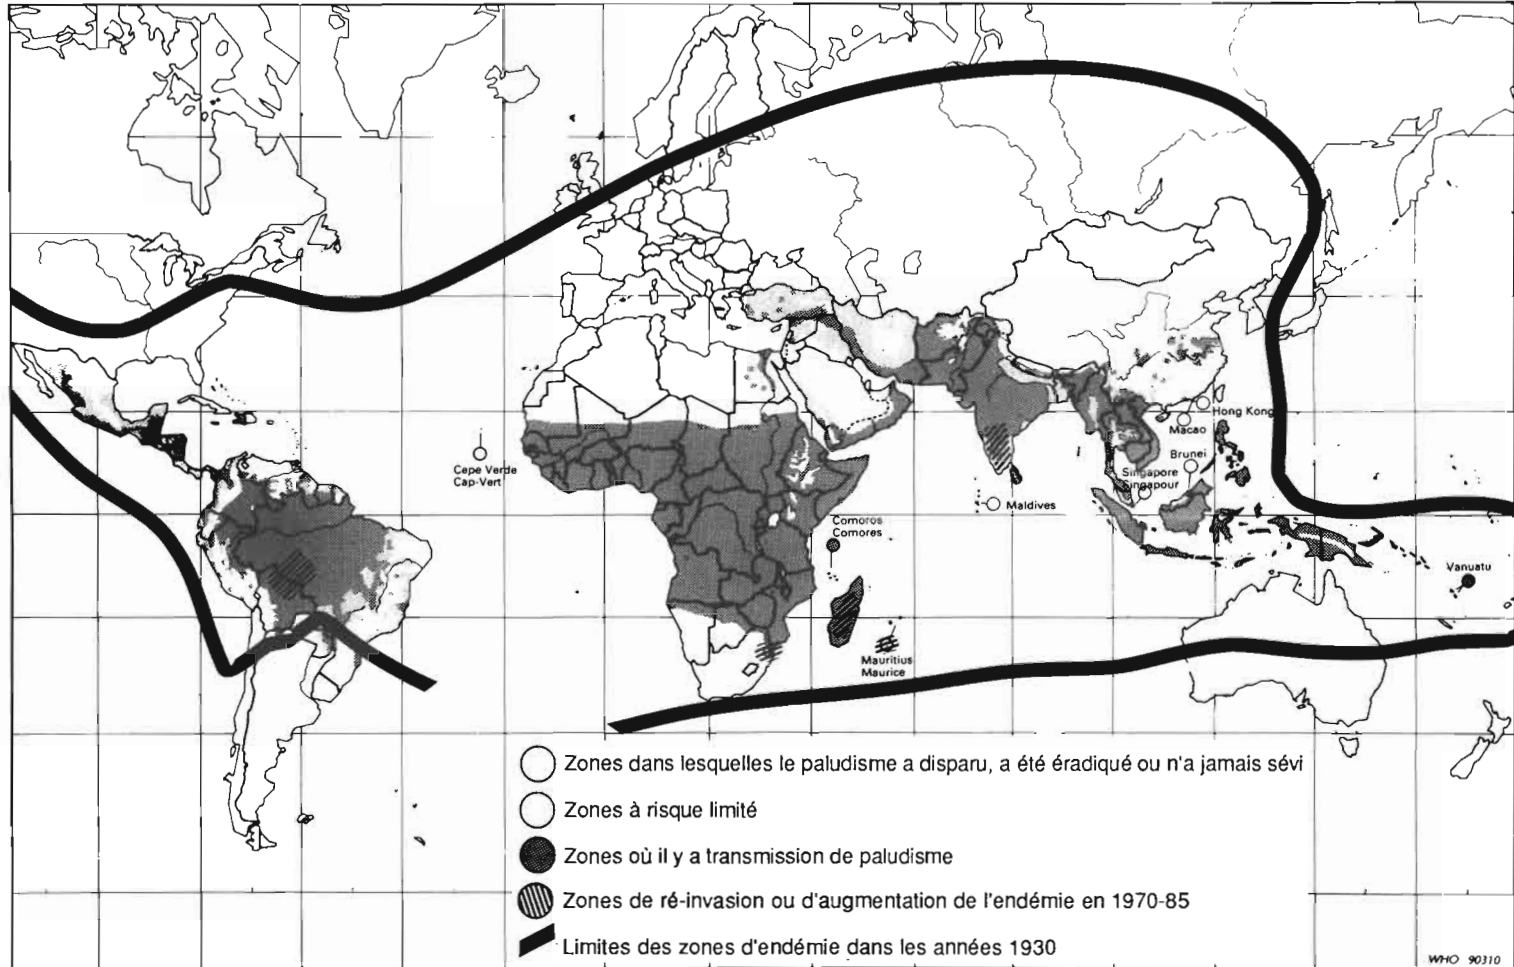 Hong Kong
Macao
Cepe Verde
Cap-Vert
Brunei
Singapore
Singapour
Maldives
Comoros
Comores
Vanuatu
Mauritius
Maurice
Zones dans lesquelles le paludisme a disparu, a été éradiqué ou n'a jamais sévi
Zones à risque limité
Zones où il y a transmission de paludisme
Zones de ré-invasion ou d'augmentation de l'endémie en 1970-85
Limites des zones d'endémie dans les années 1930
WHO 90310